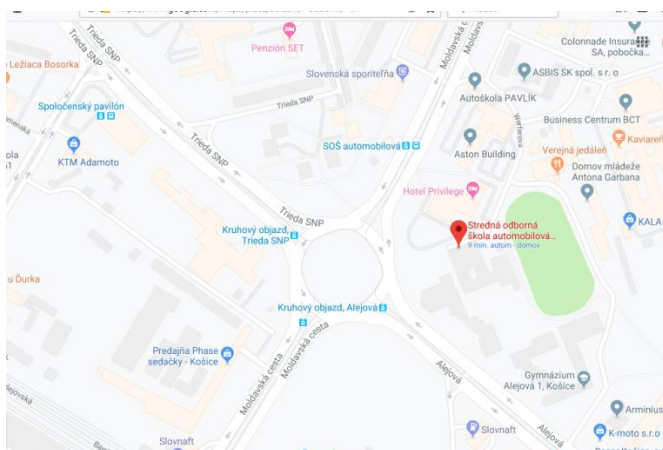 Ležiaca Bosorka
Penzión SET
Slovenská sporiteľňa
Trieda SNP
Trieda SNP
Trieda SNP
Trieda SNP
Spoločenský pavilón
KTM Adamoto
Moldavská
Colonnade Insura
SA, pobočka...
ASBIS SK spol. s r. o
Autoškola PAVLÍK
Business Centrum BCT
Kaviareň
Verejná jedáleň
Domov mládeže
Antona Garbana
SOŠ automobilová
Aston Building
Hotel Privilege
Stredná odborná
škola automobilová...
9 min. autom - domov
KALA
Kruhový objazd,
Trieda SNP
u Ďurka
Kruhový objazd, Alejová
Predajňa Phase
sedačky - Košice
Moldavská cesta
Moldavská cesta
Alejová
Alejová
Gymnázium
Alejová 1, Košice
Arminius
K-moto s.r.o
Slovnaft
Slovnaft